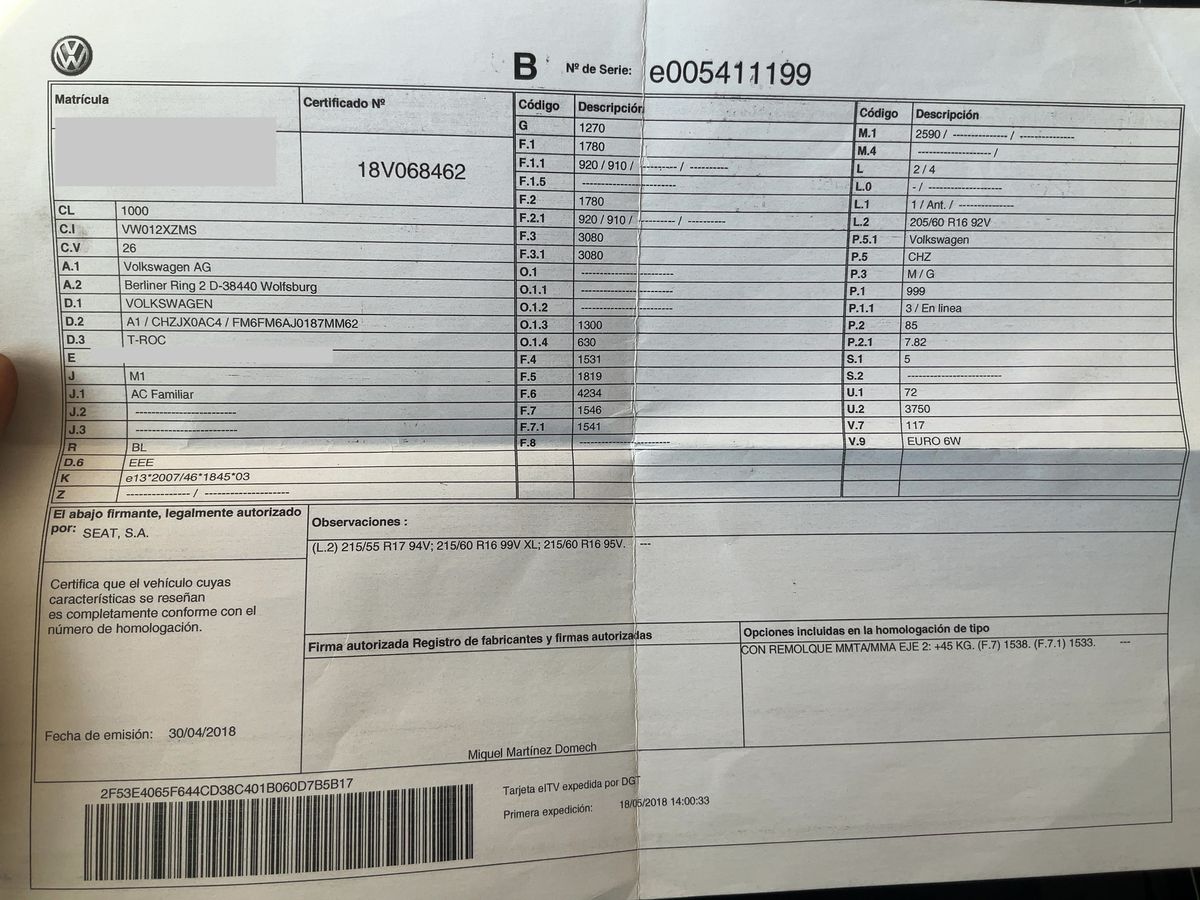 B Nº de Serie: e005411199
Matrícula
Certificado Nº
18V068462
CL 1000
C.I VW012XZMS
C.V 26
A.1 Volkswagen AG
A.2 Berliner Ring 2 D-38440 Wolfsburg
D.1 VOLKSWAGEN
D.2 A1 / CHZJX0AC4 / FM6FM6AJ0187MM62
D.3 T-ROC
E
J M1
J.1 AC Familiar
J.2 ------------------------
J.3 ------------------------
R BL
D.6 EEE
K e13*2007/46*1845*03
Z --------------- / --------------------
Código Descripción
G 1270
F.1 1780
F.1.1 920 / 910 / --------- / ----------
F.1.5 ----------------------
F.2 1780
F.2.1 920 / 910 / --------- / ----------
F.3 3080
F.3.1 3080
O.1 ----------------------
O.1.1 ----------------------
O.1.2 ----------------------
O.1.3 1300
O.1.4 630
F.4 1531
F.5 1819
F.6 4234
F.7 1546
F.7.1 1541
F.8 ----------------------
Código Descripción
M.1 2590 / -------------- / --------------
M.4 ------------------ /
L 2 / 4
L.0 - / ------------------
L.1 1 / Ant. / --------------
L.2 205/60 R16 92V
P.5.1 Volkswagen
P.5 CHZ
P.3 M / G
P.1 999
P.1.1 3 / En linea
P.2 85
P.2.1 7.82
S.1 5
S.2 ----------------------
U.1 72
U.2 3750
V.7 117
V.9 EURO 6W
El abajo firmante, legalmente autorizado
por: SEAT, S.A.
Certifica que el vehículo cuyas
características se reseñan
es completamente conforme con el
número de homologación.
Fecha de emisión: 30/04/2018
Observaciones :
(L.2) 215/55 R17 94V; 215/60 R16 99V XL; 215/60 R16 95V. ---
Firma autorizada Registro de fabricantes y firmas autorizadas
Miquel Martínez Domech
Opciones incluidas en la homologación de tipo
CON REMOLQUE MMTA/MMA EJE 2: +45 KG. (F.7) 1538. (F.7.1) 1533. ---
2F53E4065F644CD38C401B060D7B5B17
Tarjeta eITV expedida por DGT
Primera expedición: 18/05/2018 14:00:33